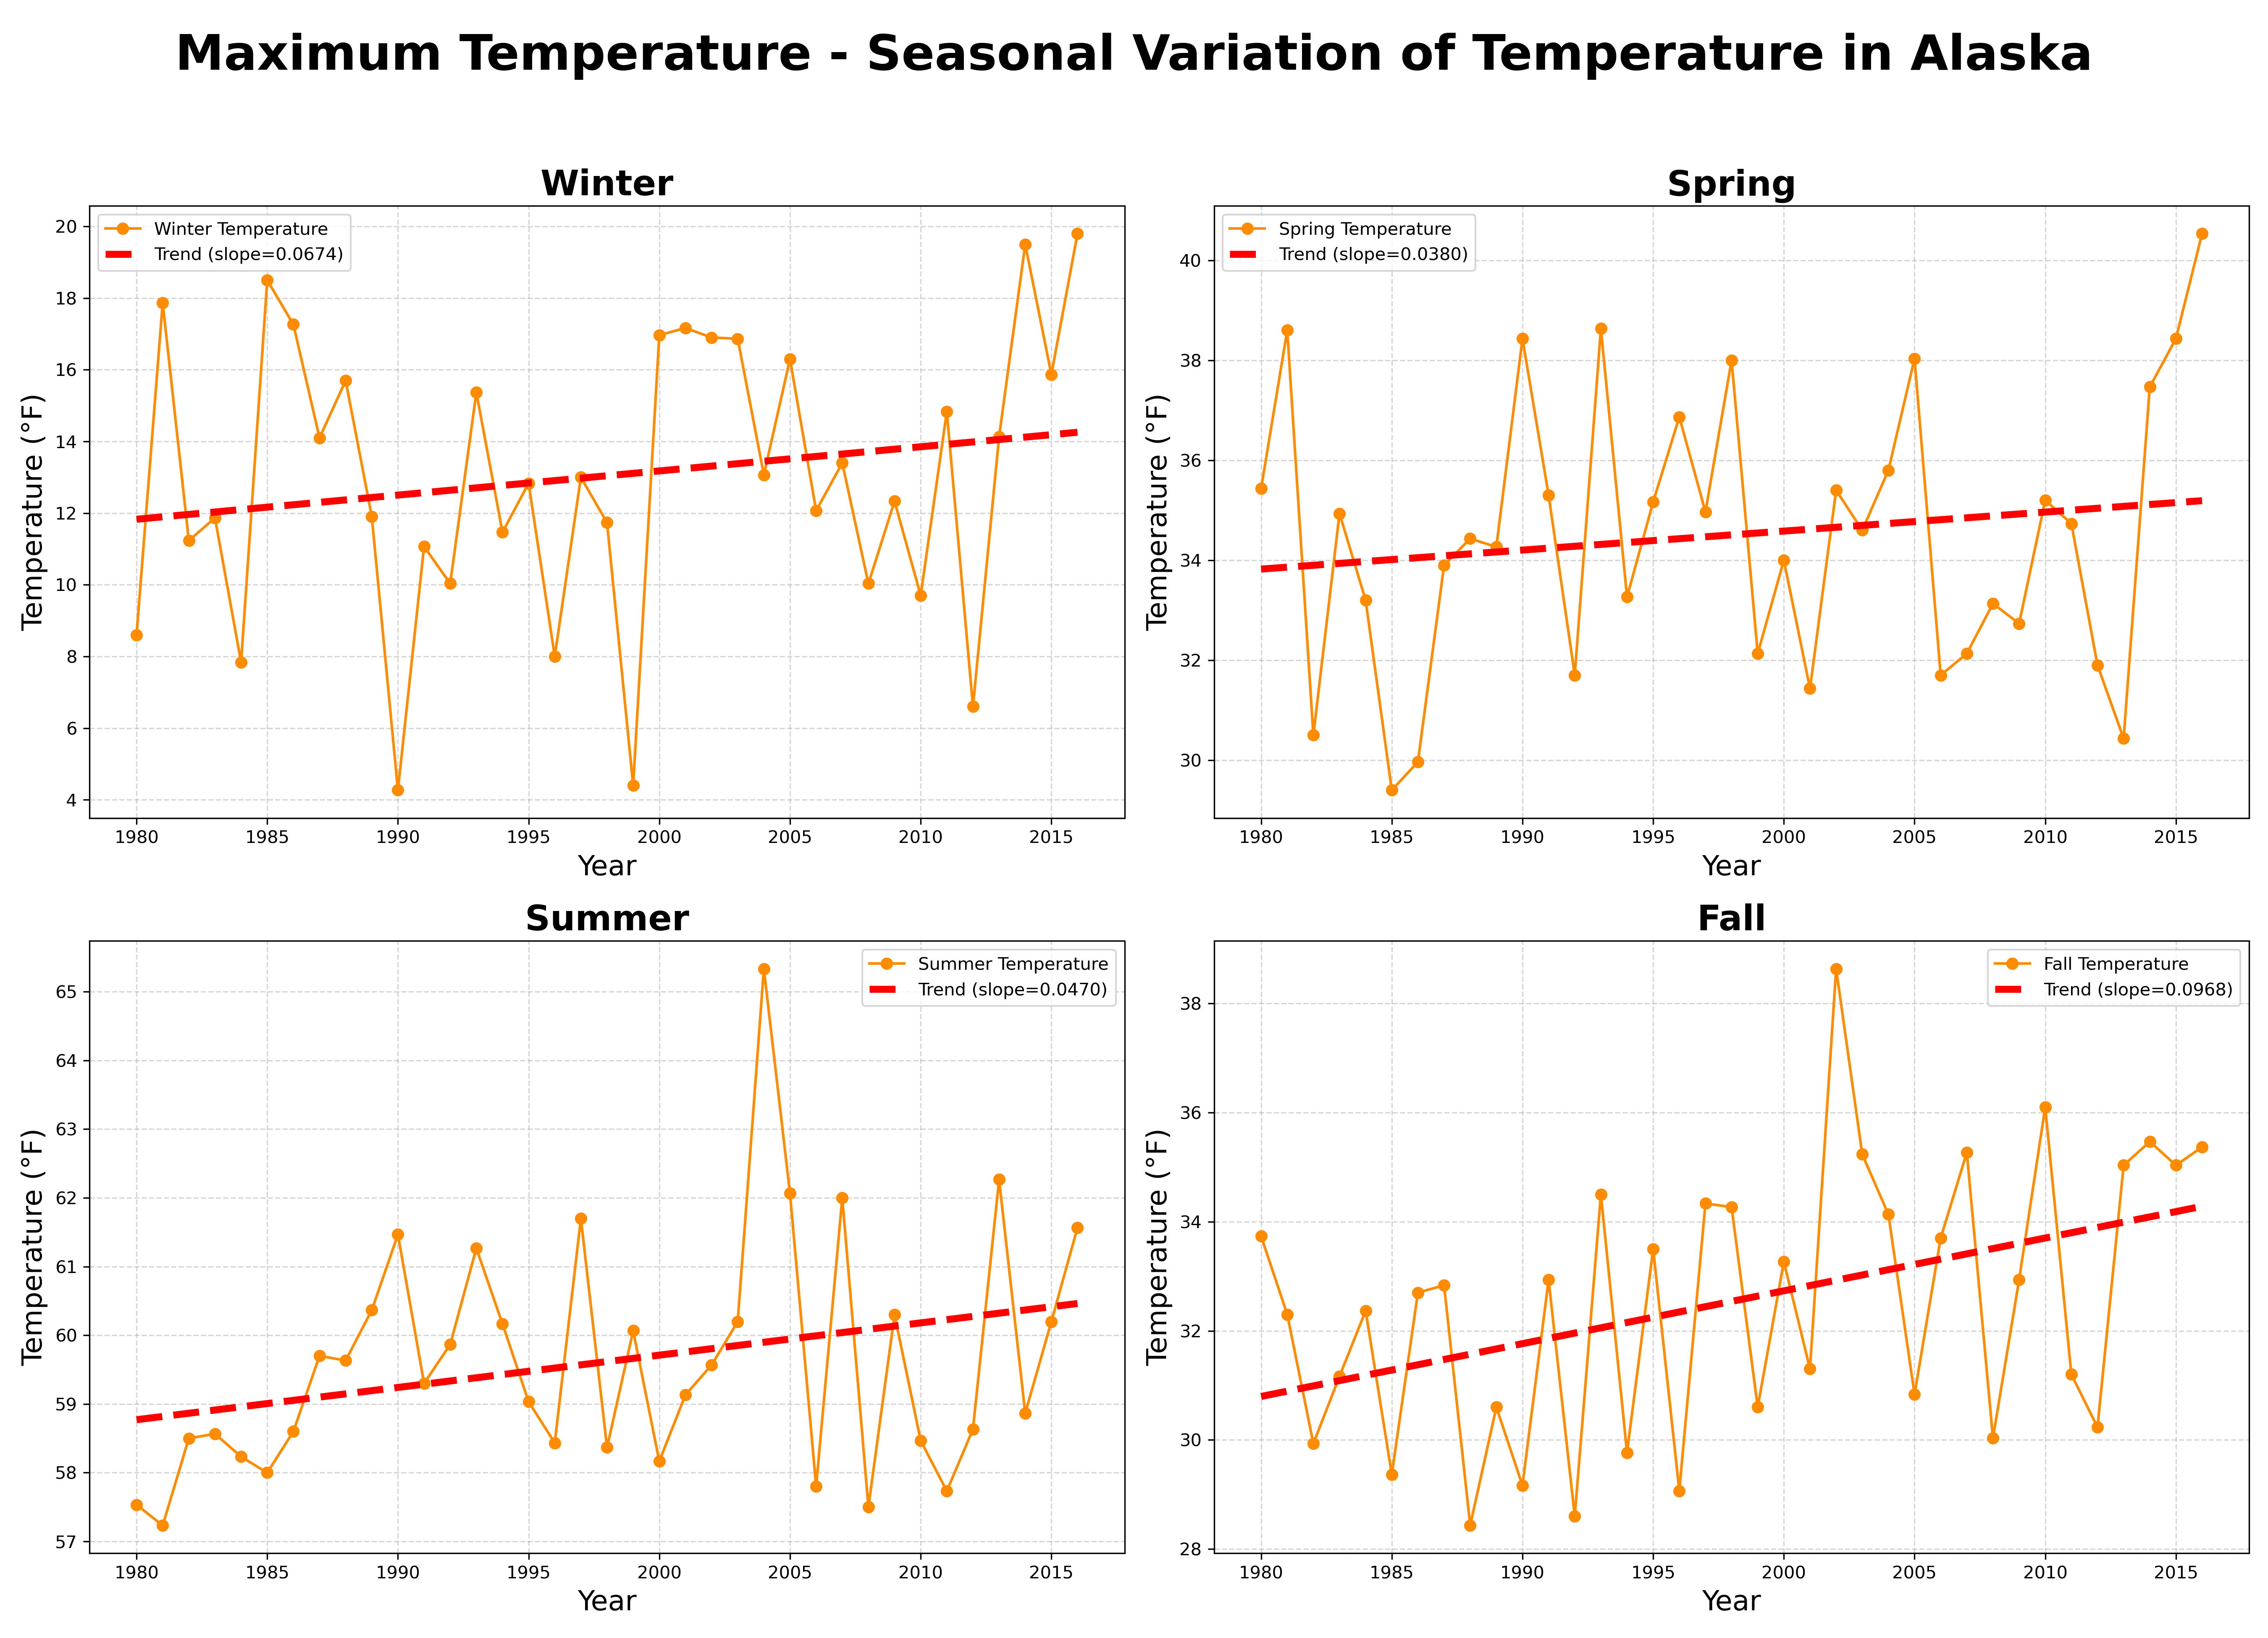 Maximum Temperature - Seasonal Variation of Temperature in Alaska
Winter
Winter Temperature
Trend (slope=0.0674)
20
18
16
14
12
10
8
6
4
Temperature (°F)
1980 1985 1990 1995 2000 2005 2010 2015
Year
Spring
Spring Temperature
Trend (slope=0.0380)
40
38
36
34
32
30
Temperature (°F)
1980 1985 1990 1995 2000 2005 2010 2015
Year
Summer
Summer Temperature
Trend (slope=0.0470)
65
64
63
62
61
60
59
58
57
Temperature (°F)
1980 1985 1990 1995 2000 2005 2010 2015
Year
Fall
Fall Temperature
Trend (slope=0.0968)
38
36
34
32
30
28
Temperature (°F)
1980 1985 1990 1995 2000 2005 2010 2015
Year